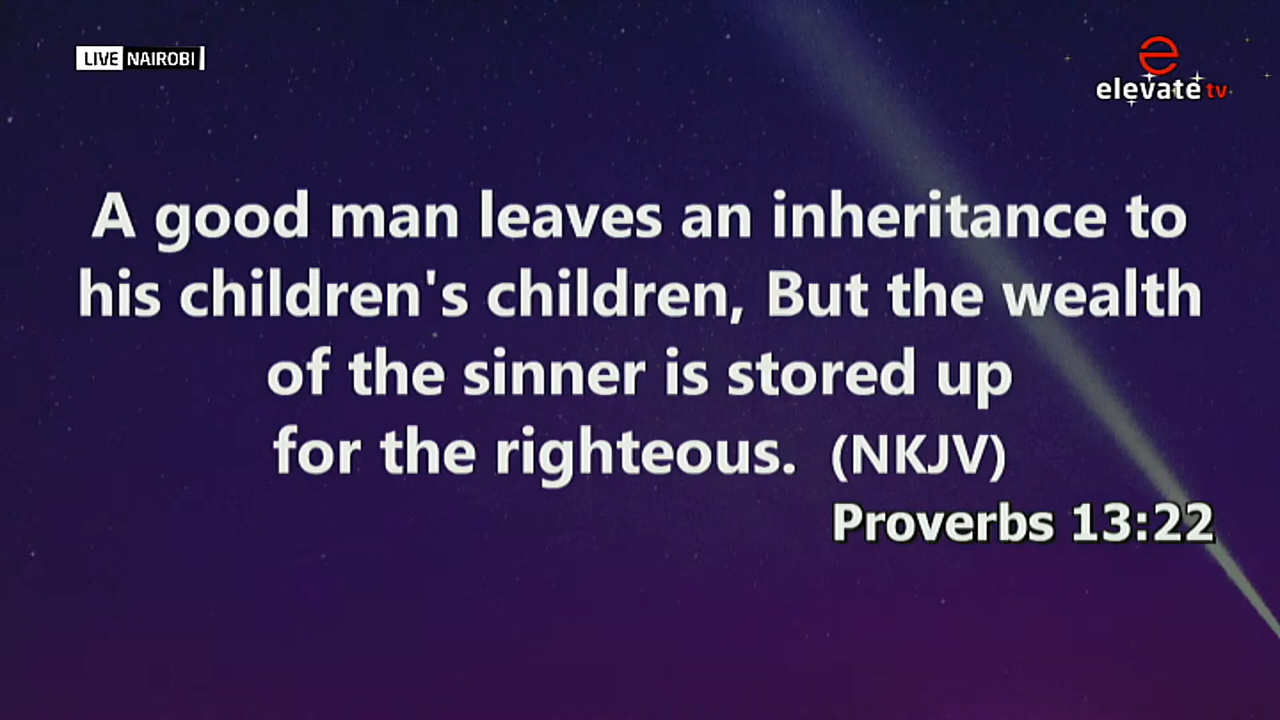 LIVE NAIROBI
elevate tv
A good man leaves an inheritance to
his children's children, But the wealth
of the sinner is stored up
for the righteous. (NKJV)
Proverbs 13:22